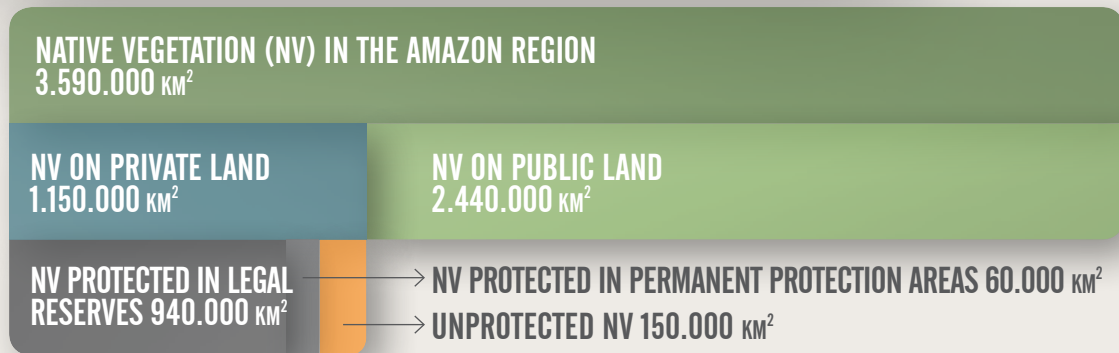 NATIVE VEGETATION (NV) IN THE AMAZON REGION
3.590.000 KM²
NV ON PRIVATE LAND
1.150.000 KM²
NV ON PUBLIC LAND
2.440.000 KM²
NV PROTECTED IN LEGAL
RESERVES 940.000 KM²
NV PROTECTED IN PERMANENT PROTECTION AREAS 60.000 KM²
UNPROTECTED NV 150.000 KM²